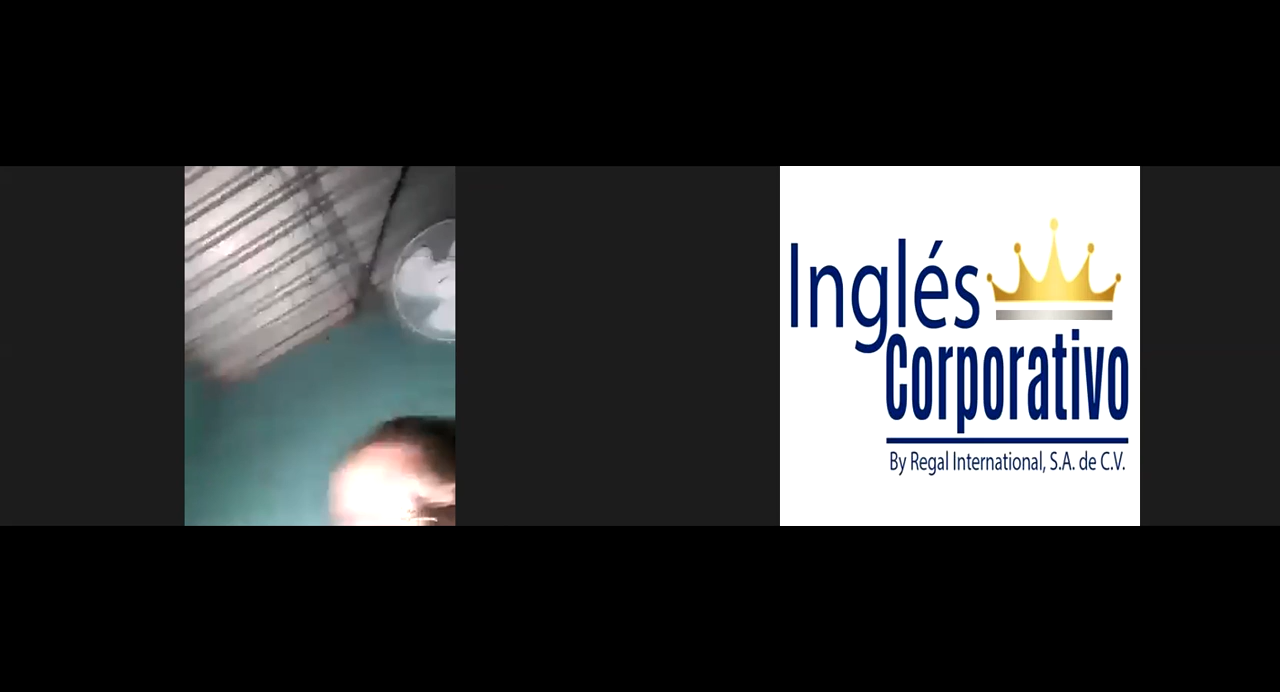 Inglés
Corporativo
By Regal International, S.A. de C.V.